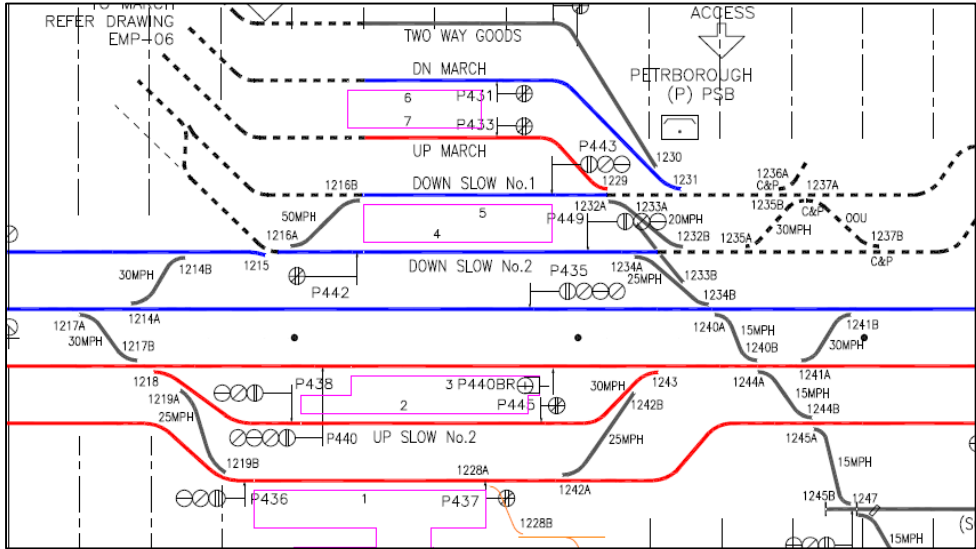 TO MARCH
REFER DRAWING
EMP-06
TWO WAY GOODS
ACCESS
DN MARCH
PETRBOROUGH
(P) PSB
6
P431
7
P433
UP MARCH
P443
1230
1216B
DOWN SLOW No.1
1229
1231
1236A
C&P
1237A
50MPH
5
1232A
1233A
1235B
C&P
OOU
1216A
4
P449
20MPH
1232B
1235A
30MPH
1237B
1214B
1215
DOWN SLOW No.2
P435
1234A
25MPH
1233B
C&P
30MPH
P442
1234B
1214A
1217A
30MPH
1217B
1240A
15MPH
1240B
1241B
30MPH
1218
P438
3
P440BR
30MPH
1243
1244A
1241A
1219A
25MPH
2
P445
1242B
15MPH
1244B
P440
UP SLOW No.2
25MPH
1245A
1219B
1228A
1242A
15MPH
P436
1
P437
1245B
1247
1228B
(S
15MPH